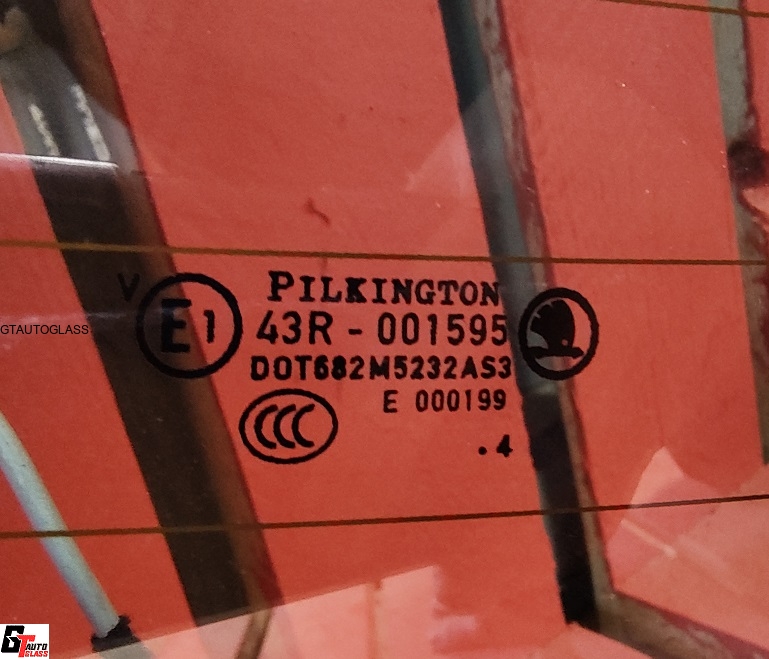 PILKINGTON
V
E1 43R - 001595
GTAUTOGLASS
DOT682M5232AS3
CCC E 000199
.4
GT AUTO
GLASS